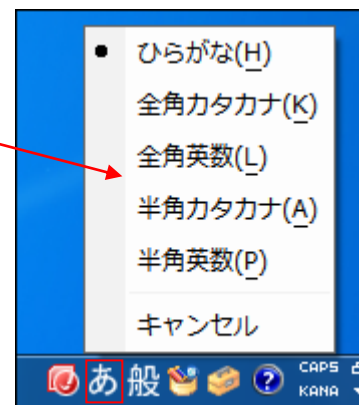 ひらがな(H)
全角カタカナ(K)
全角英数(L)
半角カタカナ(A)
半角英数(P)
キャンセル
あ 般 ? CAPS
KANA